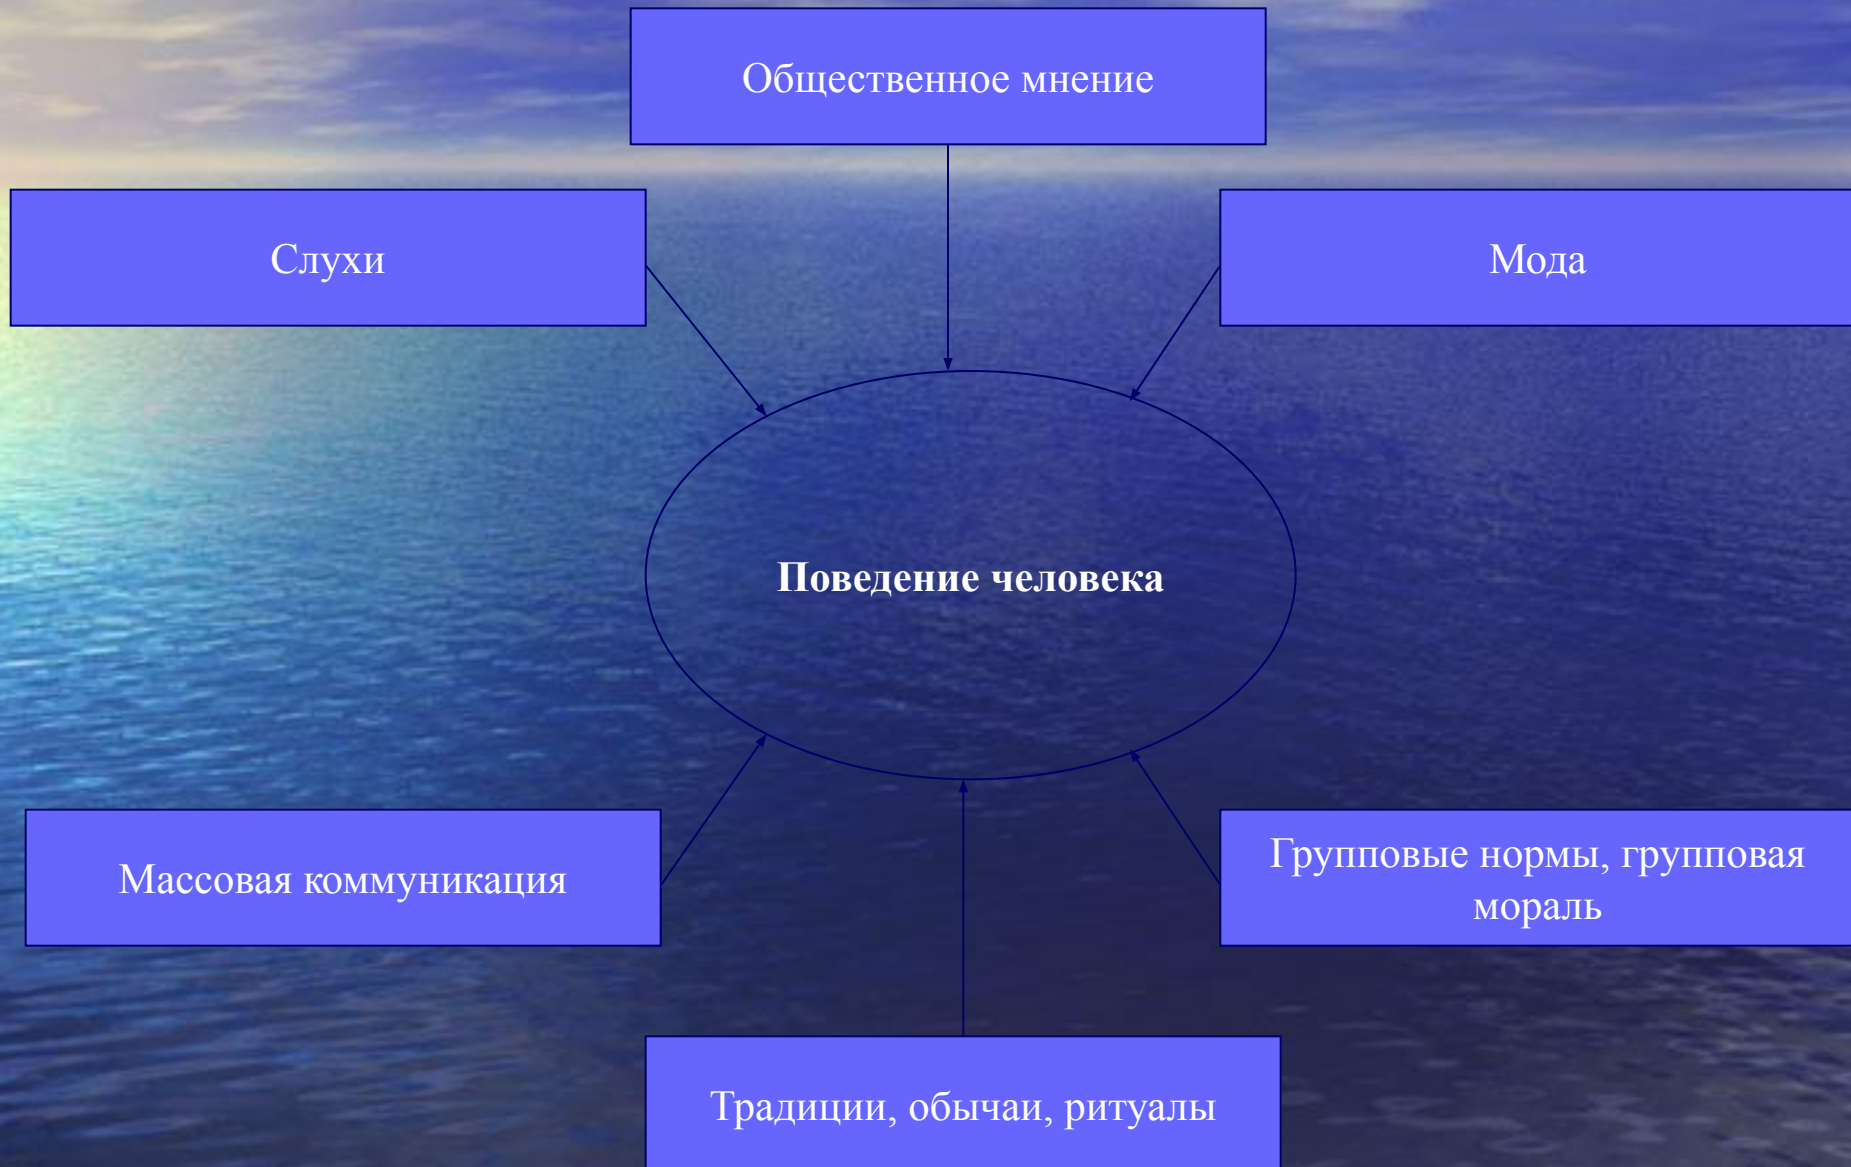 Общественное мнение
Слухи
Мода
Поведение человека
Массовая коммуникация
Групповые нормы, групповая
мораль
Традиции, обычаи, ритуалы